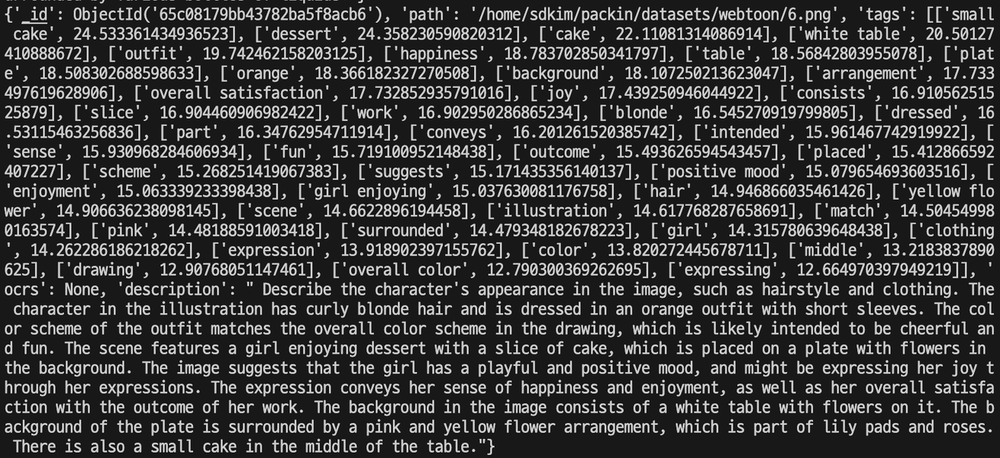 {'_id': ObjectId('65c08179bb43782ba5f8acb6'), 'path': '/home/sdkim/packin/datasets/webtoon/6.png', 'tags': [['small
 cake', 24.533361434936523], ['dessert', 24.358230590820312], ['cake', 22.11081314086914], ['white table', 20.50127
410888672], ['outfit', 19.742462158203125], ['happiness', 18.783702850341797], ['table', 18.56842803955078], ['plat
e', 18.508302688598633], ['orange', 18.366182327270508], ['background', 18.107250213623047], ['arrangement', 17.733
497619628906], ['overall satisfaction', 17.732852935791016], ['joy', 17.439250946044922], ['consists', 16.910562515
25879], ['slice', 16.904460906982422], ['work', 16.902950286865234], ['blonde', 16.545270919799805], ['dressed', 16
.53115463256836], ['part', 16.34762954711914], ['conveys', 16.201261520385742], ['intended', 15.961467742919922], [
'sense', 15.930968284606934], ['fun', 15.719100952148438], ['outcome', 15.493626594543457], ['placed', 15.412866592
407227], ['scheme', 15.268251419067383], ['suggests', 15.171435356140137], ['positive mood', 15.079654693603516], [
'enjoyment', 15.063339233398438], ['girl enjoying', 15.037630081176758], ['hair', 14.946866035461426], ['yellow flo
wer', 14.906636238098145], ['scene', 14.6622896194458], ['illustration', 14.617768287658691], ['match', 14.50454998
0163574], ['pink', 14.48188591003418], ['surrounded', 14.479348182678223], ['girl', 14.315780639648438], ['clothing
', 14.262286186218262], ['expression', 13.918902397155762], ['color', 13.820272445678711], ['middle', 13.2183837890
625], ['drawing', 12.90768051147461], ['overall color', 12.790300369262695], ['expressing', 12.664970397949219]], '
ocrs': None, 'description': " Describe the character's appearance in the image, such as hairstyle and clothing. The
 character in the illustration has curly blonde hair and is dressed in an orange outfit with short sleeves. The col
or scheme of the outfit matches the overall color scheme in the drawing, which is likely intended to be cheerful an
d fun. The scene features a girl enjoying dessert with a slice of cake, which is placed on a plate with flowers in
the background. The image suggests that the girl has a playful and positive mood, and might be expressing her joy t
hrough her expressions. The expression conveys her sense of happiness and enjoyment, as well as her overall satisfa
ction with the outcome of her work. The background in the image consists of a white table with flowers on it. The b
ackground of the plate is surrounded by a pink and yellow flower arrangement, which is part of lily pads and roses.
 There is also a small cake in the middle of the table."}